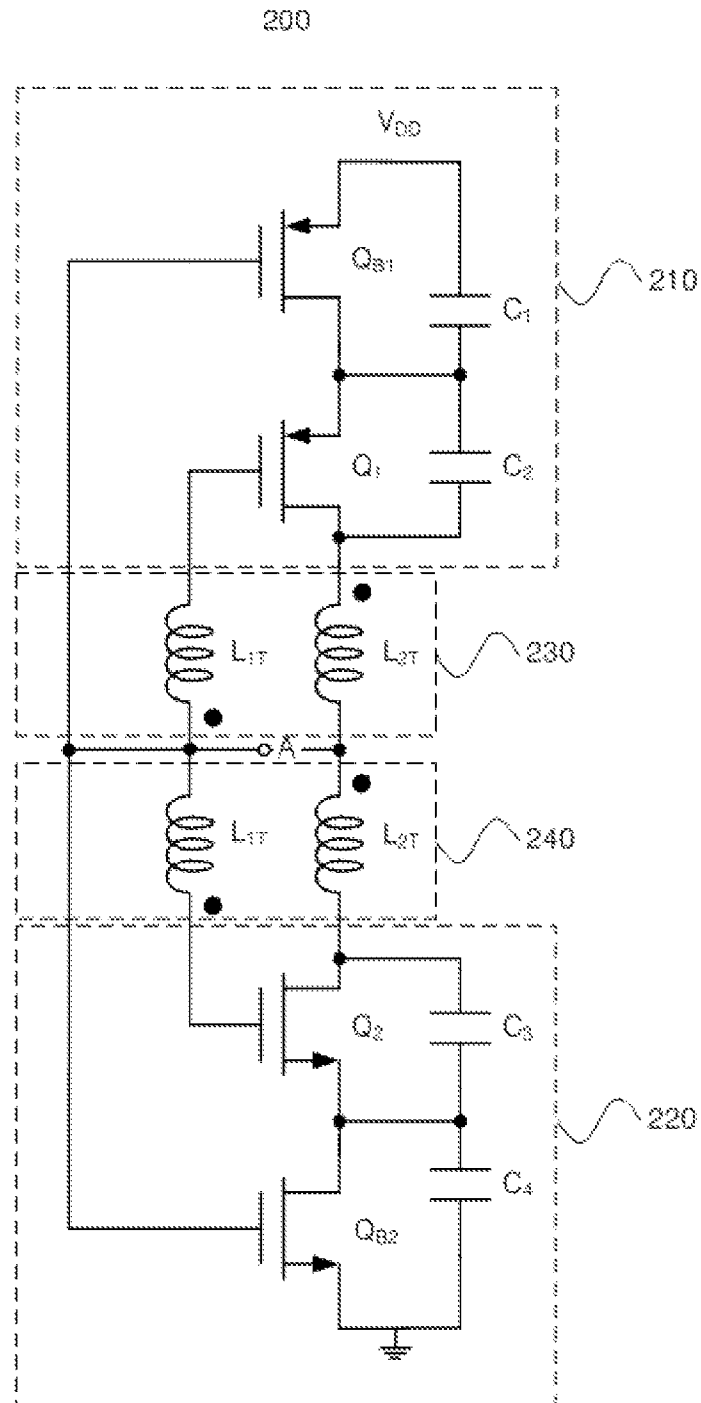 200
V_DD
Q_B1
C_1
210
Q_1
C_2
L_1T
L_2T
230
A
L_1T
L_2T
240
Q_2
C_3
220
C_4
Q_B2